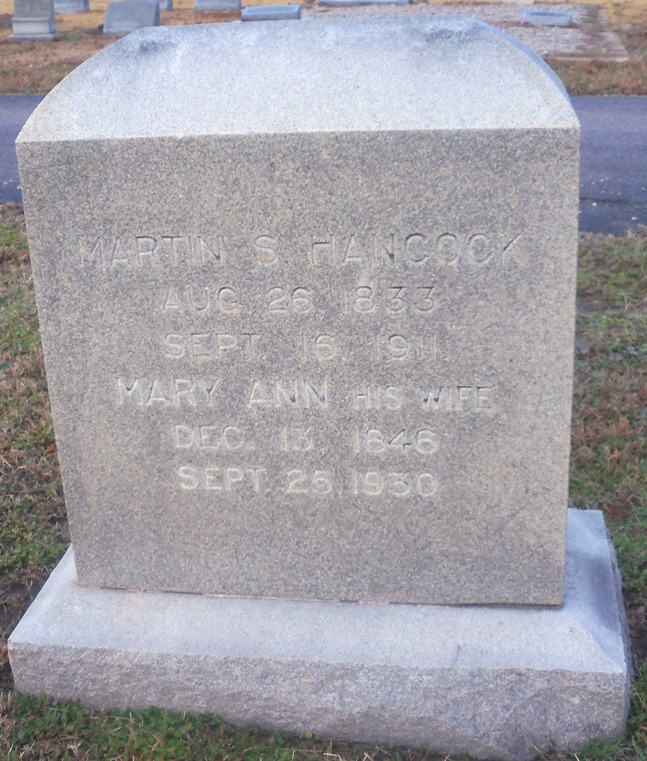 MARTIN S. HANCOCK
AUG. 26. 1833
SEPT. 16. 1911.
MARY ANN HIS WIFE
DEC. 13. 1846
SEPT. 25. 1930